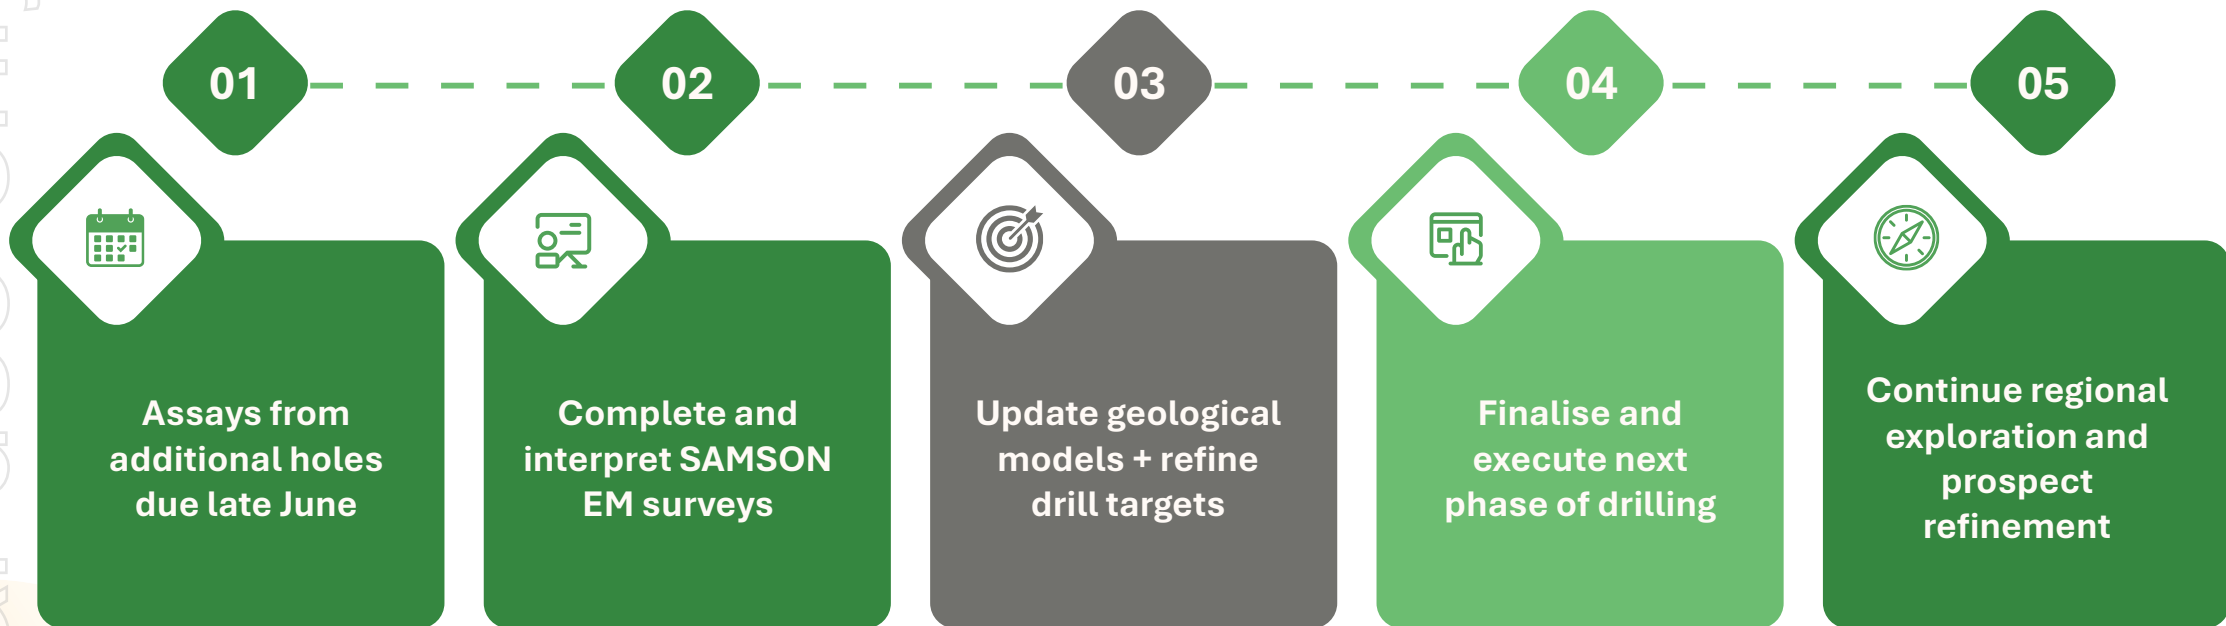 01
02
03
04
05
Assays from
additional holes
due late June
Complete and
interpret SAMSON
EM surveys
Update geological
models + refine
drill targets
Finalise and
execute next
phase of drilling
Continue regional
exploration and
prospect
refinement